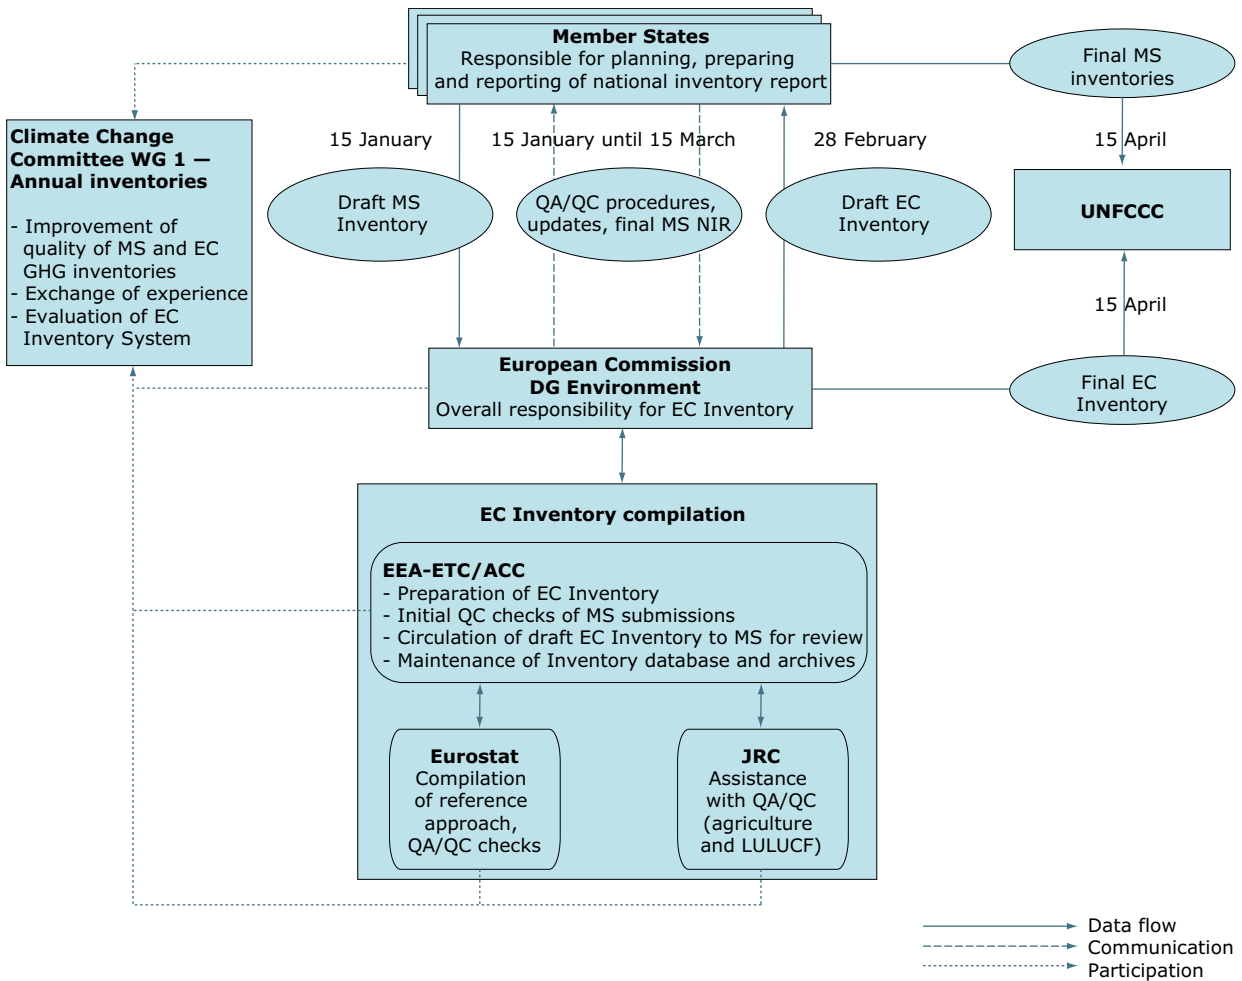 Member States
Responsible for planning, preparing
and reporting of national inventory report
Final MS
inventories
Climate Change
Committee WG 1 —
Annual inventories
- Improvement of
quality of MS and EC
GHG inventories
- Exchange of experience
- Evaluation of EC
Inventory System
15 January
15 January until 15 March
28 February
15 April
Draft MS
Inventory
QA/QC procedures,
updates, final MS NIR
Draft EC
Inventory
UNFCCC
15 April
European Commission
DG Environment
Overall responsibility for EC Inventory
Final EC
Inventory
EC Inventory compilation
EEA-ETC/ACC
- Preparation of EC Inventory
- Initial QC checks of MS submissions
- Circulation of draft EC Inventory to MS for review
- Maintenance of Inventory database and archives
Eurostat
Compilation
of reference
approach,
QA/QC checks
JRC
Assistance
with QA/QC
(agriculture
and LULUCF)
Data flow
Communication
Participation